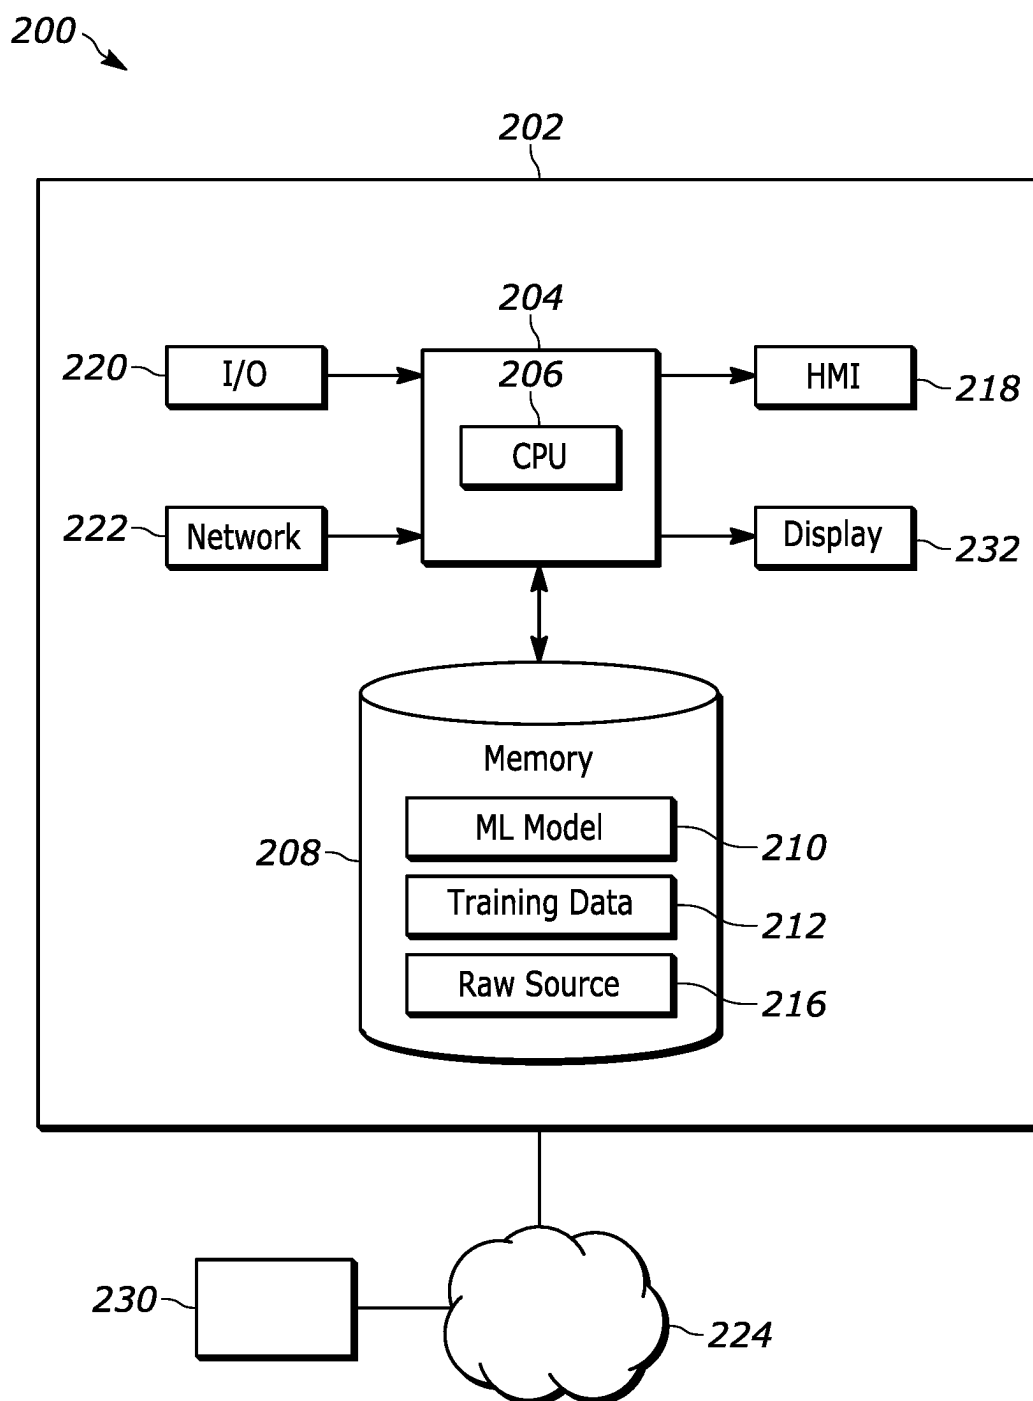 200
202
204
206
220 I/O HMI 218
CPU
222 Network Display 232
Memory
ML Model
208 210
Training Data
212
Raw Source
216
230
224